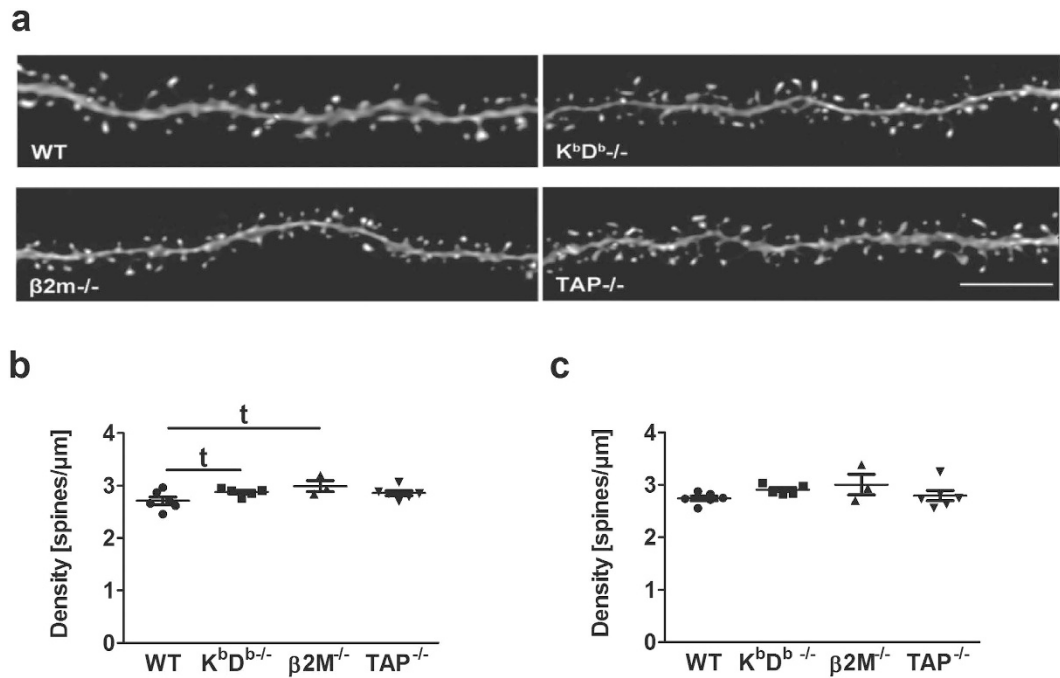 a
WT
KᵇDᵇ-/-
β2m-/-
TAP-/-
b
Density [spines/μm]
4
3
2
1
0
t
t
WT
KᵇDᵇ⁻/⁻
β2M⁻/⁻
TAP⁻/⁻
c
Density [spines/μm]
4
3
2
1
0
WT
KᵇDᵇ ⁻/⁻
β2M⁻/⁻
TAP⁻/⁻